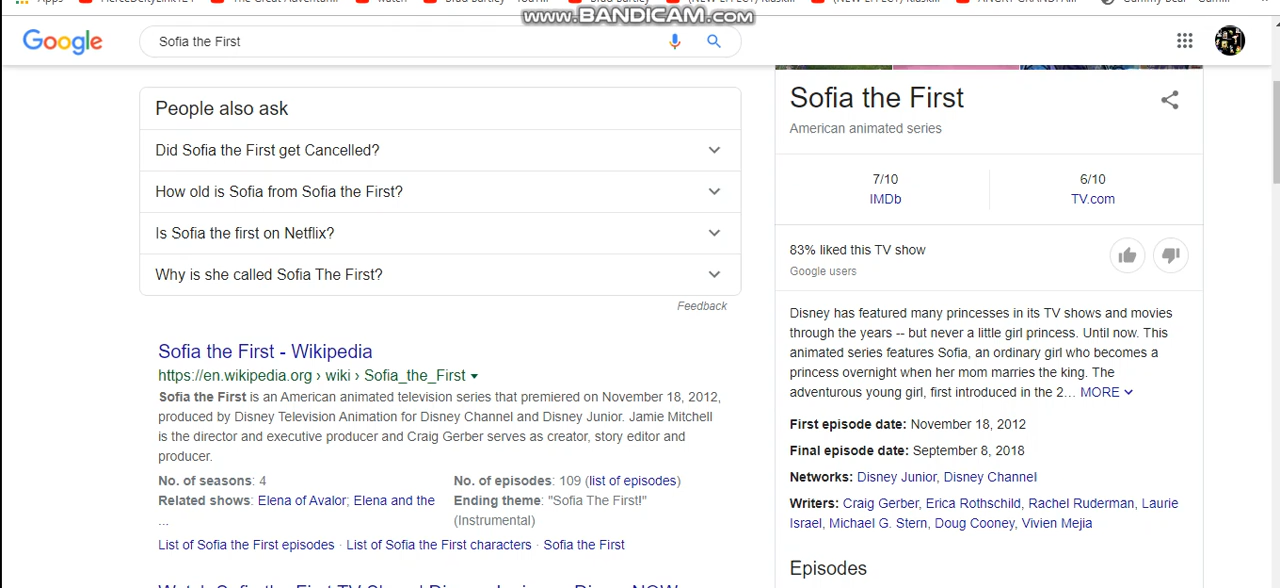 Apps
www.BANDICAM.com
Google
Sofia the First
People also ask
Did Sofia the First get Cancelled?
How old is Sofia from Sofia the First?
Is Sofia the first on Netflix?
Why is she called Sofia The First?
Feedback
Sofia the First - Wikipedia
https://en.wikipedia.org › wiki › Sofia_the_First
Sofia the First is an American animated television series that premiered on November 18, 2012,
produced by Disney Television Animation for Disney Channel and Disney Junior. Jamie Mitchell
is the director and executive producer and Craig Gerber serves as creator, story editor and
producer.
No. of seasons: 4
No. of episodes: 109 (list of episodes)
Related shows: Elena of Avalor; Elena and the
...
Ending theme: "Sofia The First!"
(Instrumental)
List of Sofia the First episodes · List of Sofia the First characters · Sofia the First
Sofia the First
American animated series
7/10
IMDb
6/10
TV.com
83% liked this TV show
Google users
Disney has featured many princesses in its TV shows and movies
through the years -- but never a little girl princess. Until now. This
animated series features Sofia, an ordinary girl who becomes a
princess overnight when her mom marries the king. The
adventurous young girl, first introduced in the 2... MORE
First episode date: November 18, 2012
Final episode date: September 8, 2018
Networks: Disney Junior, Disney Channel
Writers: Craig Gerber, Erica Rothschild, Rachel Ruderman, Laurie
Israel, Michael G. Stern, Doug Cooney, Vivien Mejia
Episodes